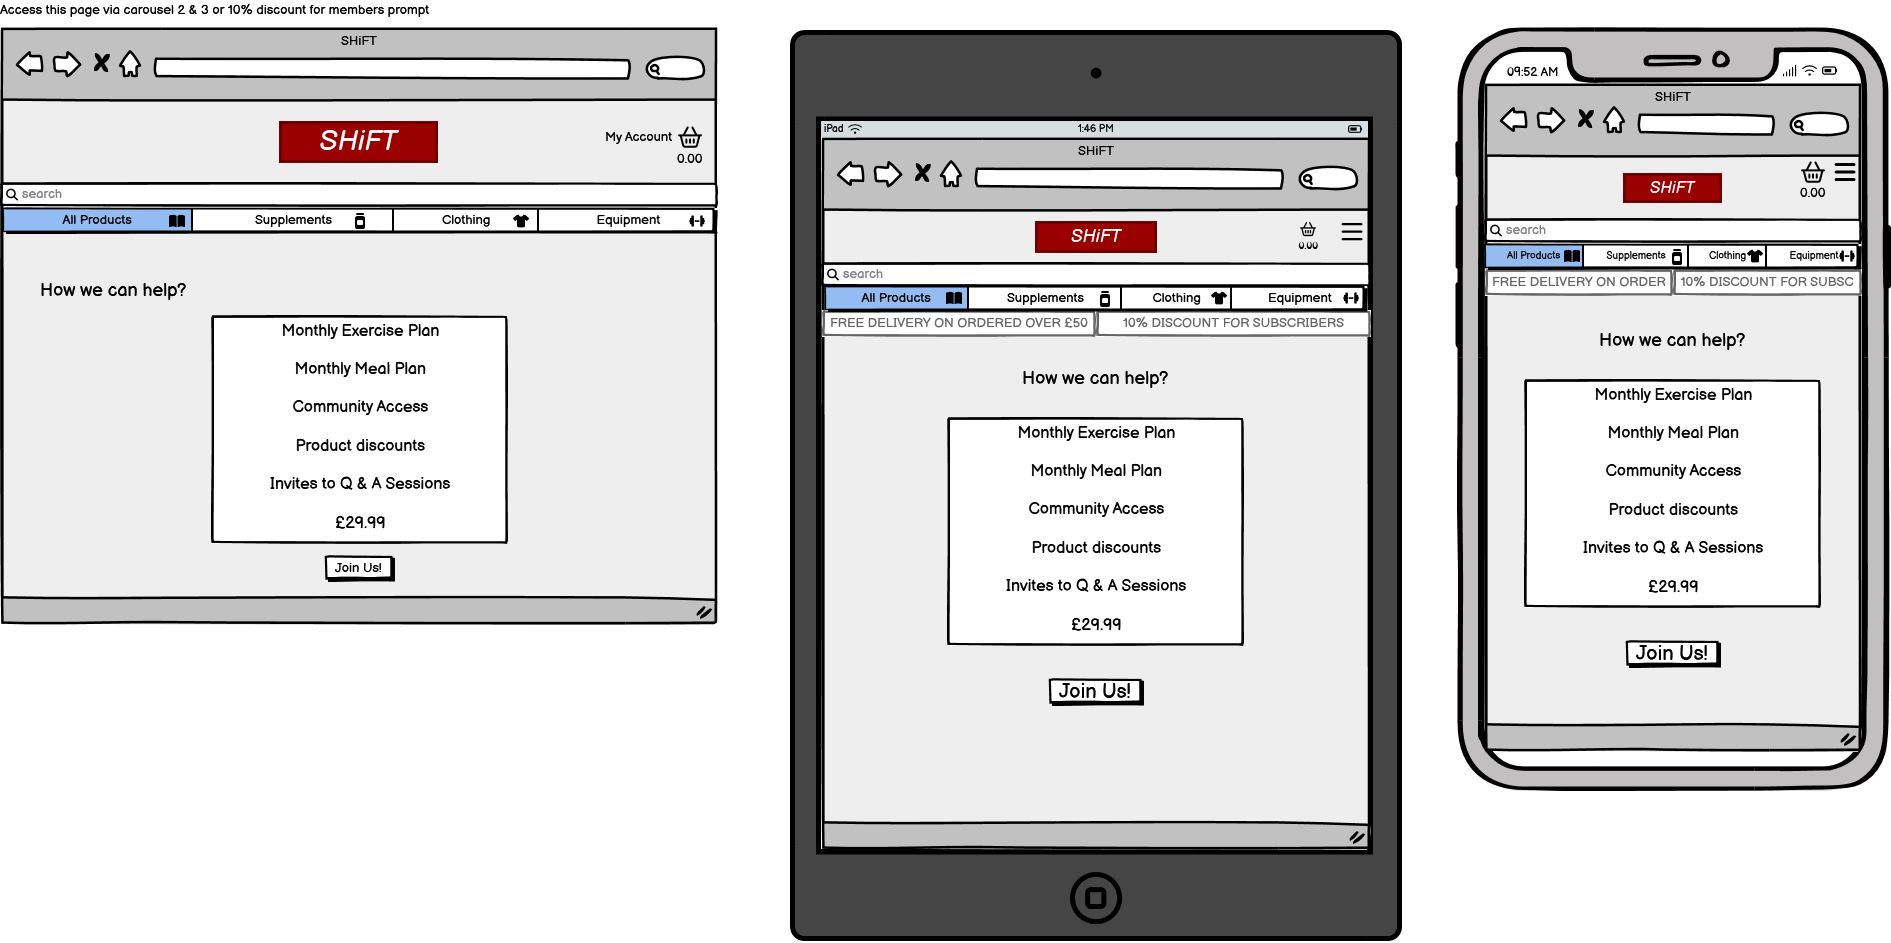 Access this page via carousel 2 & 3 or 10% discount for members prompt
SHiFT
SHiFT
My Account
0.00
search
All Products Supplements Clothing Equipment
How we can help?
Monthly Exercise Plan
Monthly Meal Plan
Community Access
Product discounts
Invites to Q & A Sessions
£29.99
Join Us!
iPad 1:46 PM
SHiFT
SHiFT
0.00
search
All Products Supplements Clothing Equipment
FREE DELIVERY ON ORDERED OVER £50 10% DISCOUNT FOR SUBSCRIBERS
How we can help?
Monthly Exercise Plan
Monthly Meal Plan
Community Access
Product discounts
Invites to Q & A Sessions
£29.99
Join Us!
09:52 AM
SHiFT
SHiFT
0.00
search
All Products Supplements Clothing Equipment
FREE DELIVERY ON ORDER 10% DISCOUNT FOR SUBSC
How we can help?
Monthly Exercise Plan
Monthly Meal Plan
Community Access
Product discounts
Invites to Q & A Sessions
£29.99
Join Us!